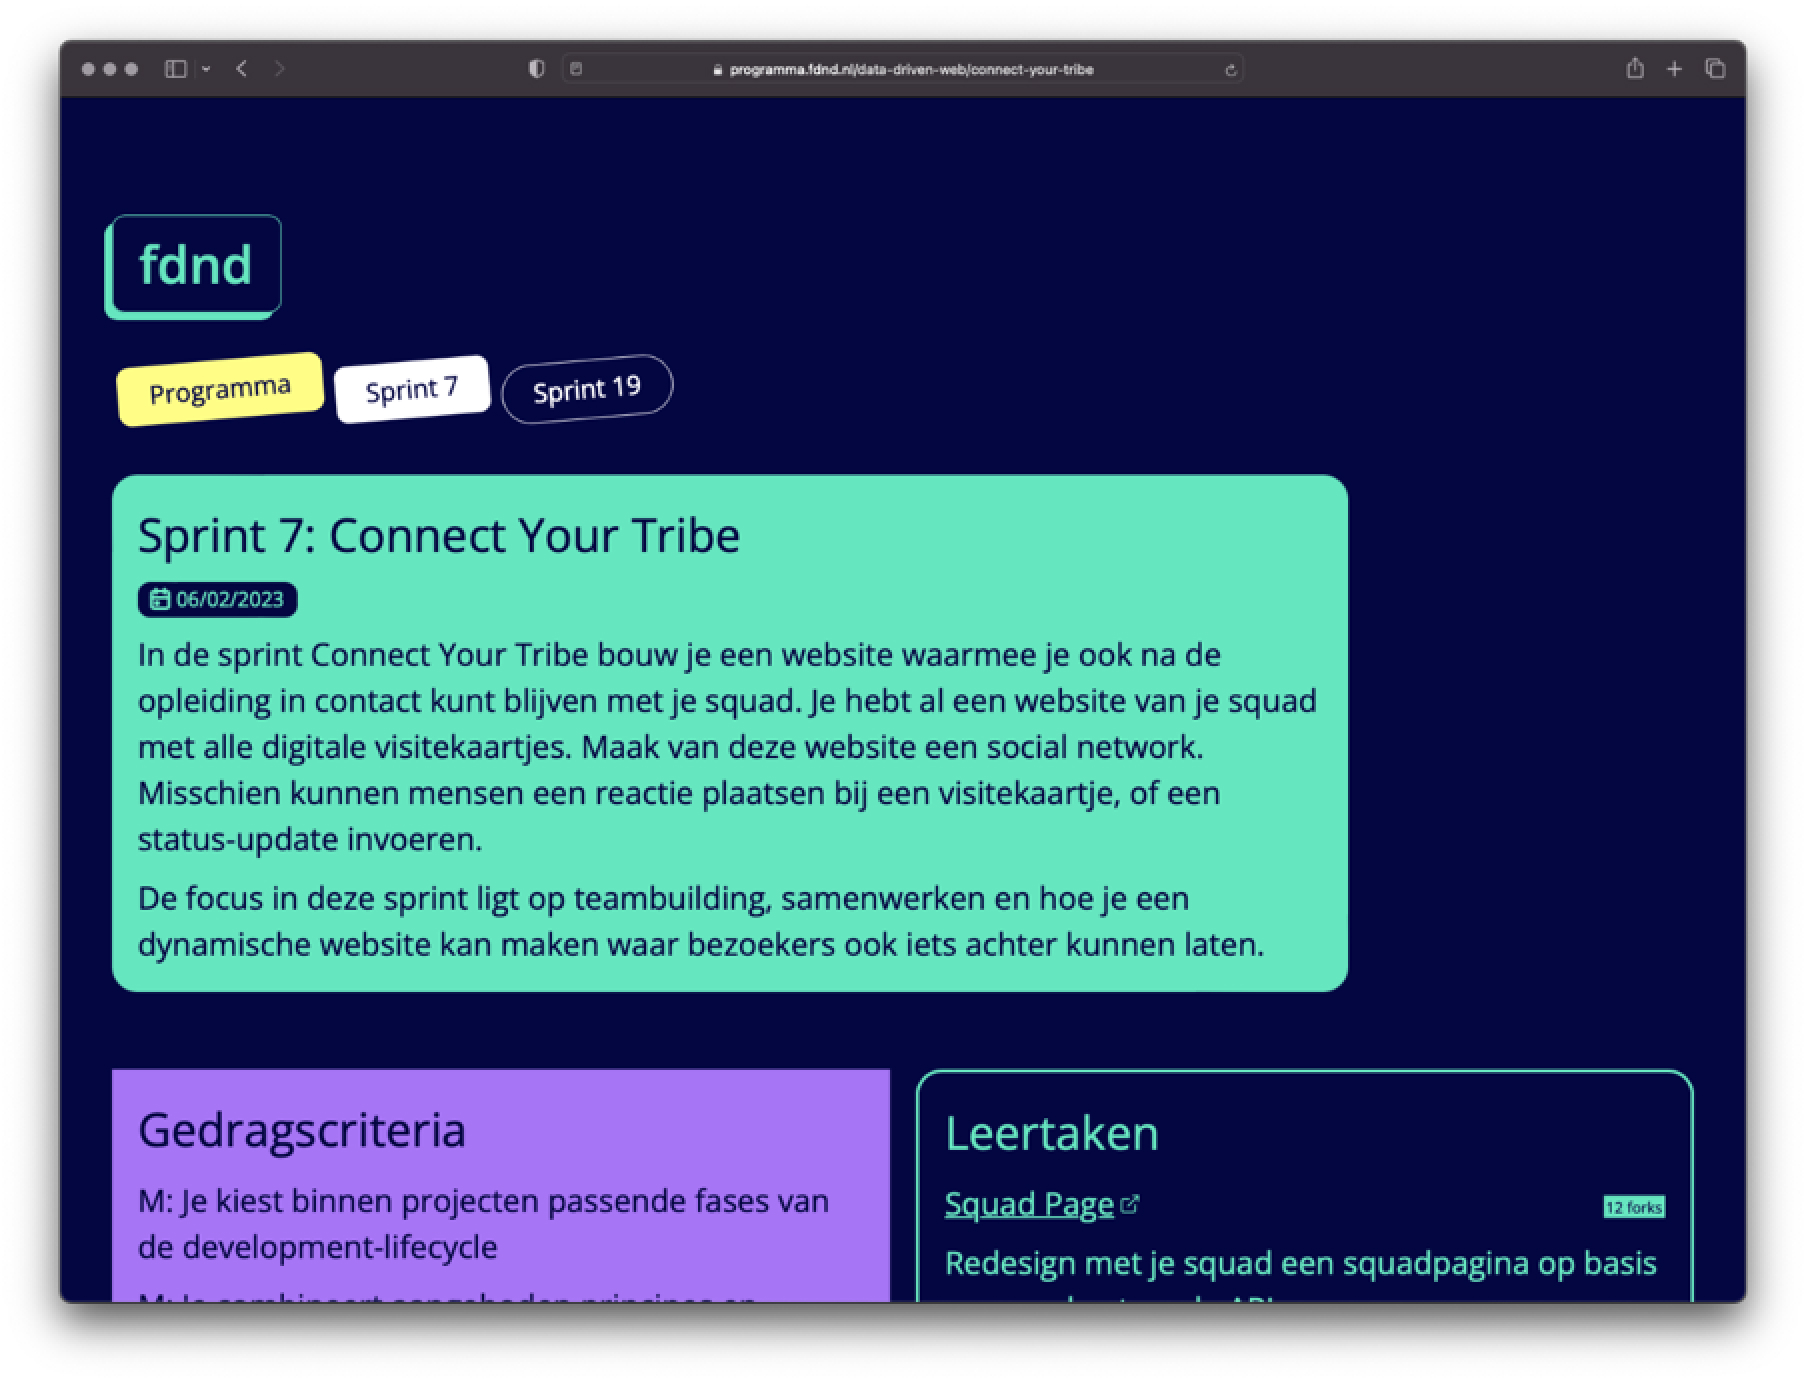 programma.fdnd.nl/data-driven-web/connect-your-tribe
fdnd
Programma
Sprint 7
Sprint 19
Sprint 7: Connect Your Tribe
06/02/2023
In de sprint Connect Your Tribe bouw je een website waarmee je ook na de
opleiding in contact kunt blijven met je squad. Je hebt al een website van je squad
met alle digitale visitekaartjes. Maak van deze website een social network.
Misschien kunnen mensen een reactie plaatsen bij een visitekaartje, of een
status-update invoeren.
De focus in deze sprint ligt op teambuilding, samenwerken en hoe je een
dynamische website kan maken waar bezoekers ook iets achter kunnen laten.
Gedragscriteria
M: Je kiest binnen projecten passende fases van
de development-lifecycle
M: Je combineert aangeboden principes en
Leertaken
Squad Page
12 forks
Redesign met je squad een squadpagina op basis